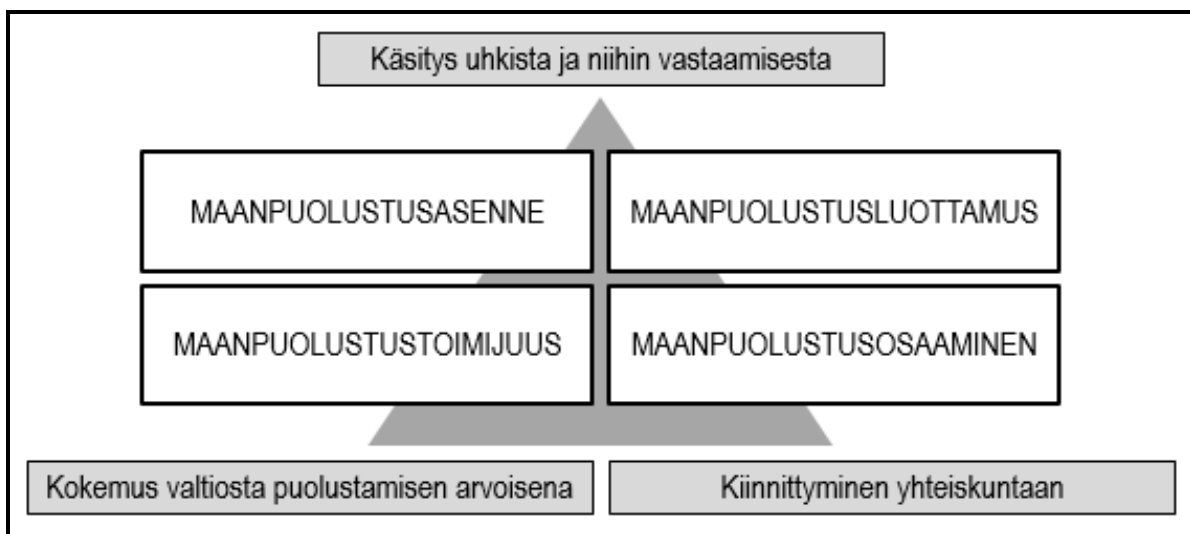 Käsitys uhkista ja niihin vastaamisesta
MAANPUOLUSTUSASENNE
MAANPUOLUSTUSLUOTTAMUS
MAANPUOLUSTUSTOIMIJUUS
MAANPUOLUSTUSOSAAMINEN
Kokemus valtiosta puolustamisen arvoisena
Kiinnittyminen yhteiskuntaan